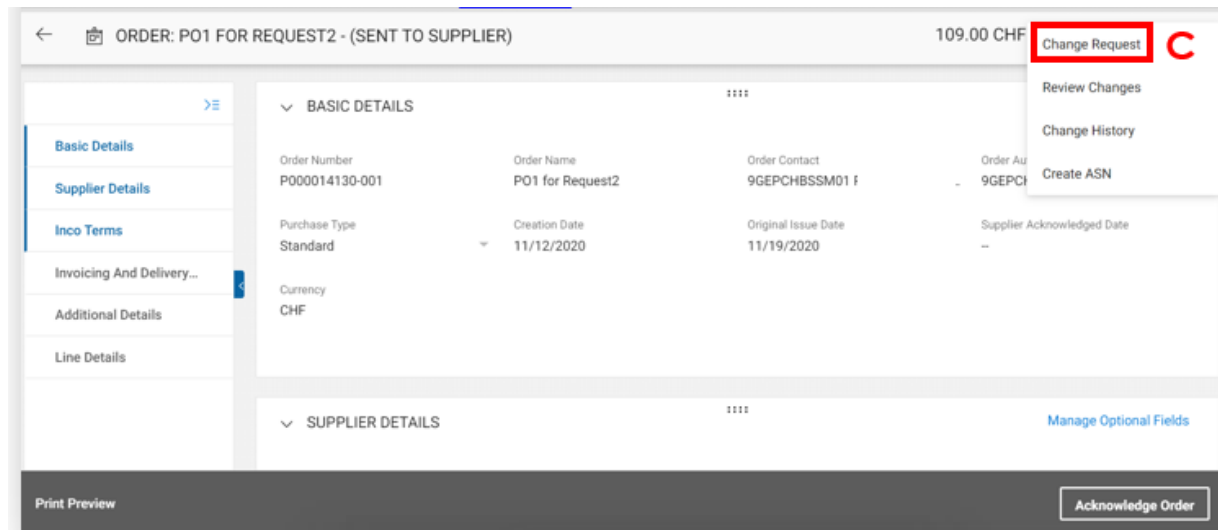 ORDER: PO1 FOR REQUEST2 - (SENT TO SUPPLIER)
109.00 CHF
Change Request
C
Review Changes
Change History
Create ASN
Basic Details
Supplier Details
Inco Terms
Invoicing And Delivery...
Additional Details
Line Details
BASIC DETAILS
Order Number
Order Name
Order Contact
Order Au
P000014130-001
PO1 for Request2
9GEPCHBSSM01
9GEPCH
Purchase Type
Creation Date
Original Issue Date
Supplier Acknowledged Date
Standard
11/12/2020
11/19/2020
--
Currency
CHF
SUPPLIER DETAILS
Manage Optional Fields
Print Preview
Acknowledge Order